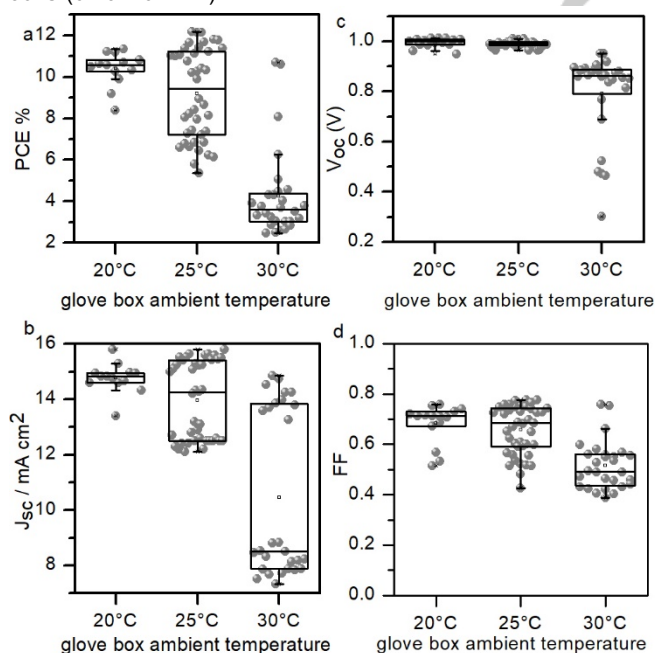 a
12
10
8
6
4
2
PCE %
20°C 25°C 30°C
glove box ambient temperature
c
1.0
0.8
0.6
0.4
0.2
Voc (V)
20°C 25°C 30°C
glove box ambient temperature
b
16
14
12
10
8
Jsc / mA cm2
20°C 25°C 30°C
glove box ambient temperature
d
1.0
0.8
0.6
0.4
0.2
0.0
FF
20°C 25°C 30°C
glove box ambient temperature